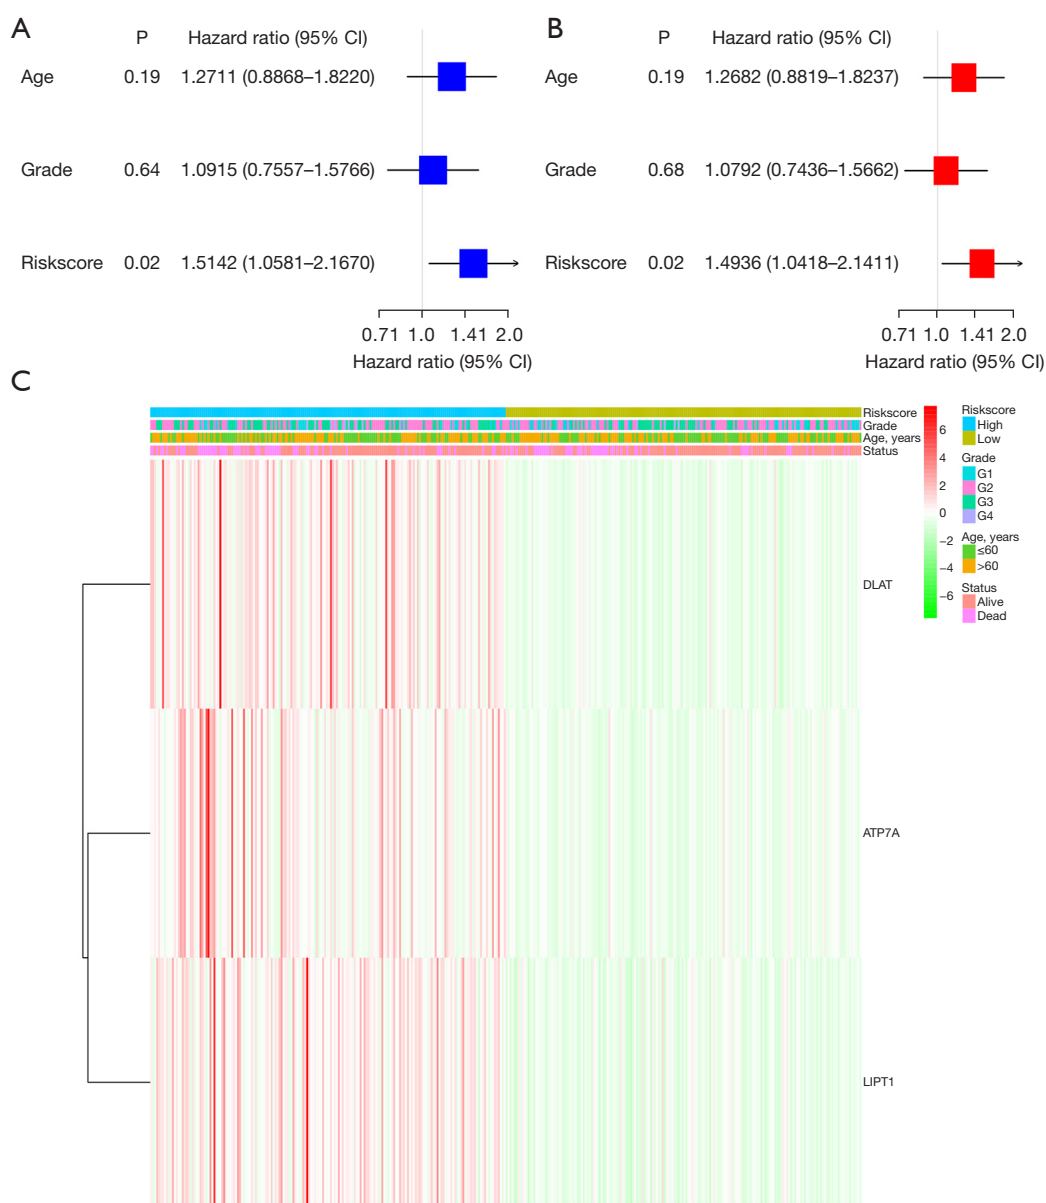 A
P Hazard ratio (95% CI)
Age 0.19 1.2711 (0.8868–1.8220)
Grade 0.64 1.0915 (0.7557–1.5766)
Riskscore 0.02 1.5142 (1.0581–2.1670)
0.71 1.0 1.41 2.0
Hazard ratio (95% CI)
B
P Hazard ratio (95% CI)
Age 0.19 1.2682 (0.8819–1.8237)
Grade 0.68 1.0792 (0.7436–1.5662)
Riskscore 0.02 1.4936 (1.0418–2.1411)
0.71 1.0 1.41 2.0
Hazard ratio (95% CI)
C
Riskscore
Grade
Age, years
Status
DLAT
ATP7A
LIPT1
6
4
2
0
−2
−4
−6
Riskscore
High
Low
Grade
G1
G2
G3
G4
Age, years
≤60
>60
Status
Alive
Dead